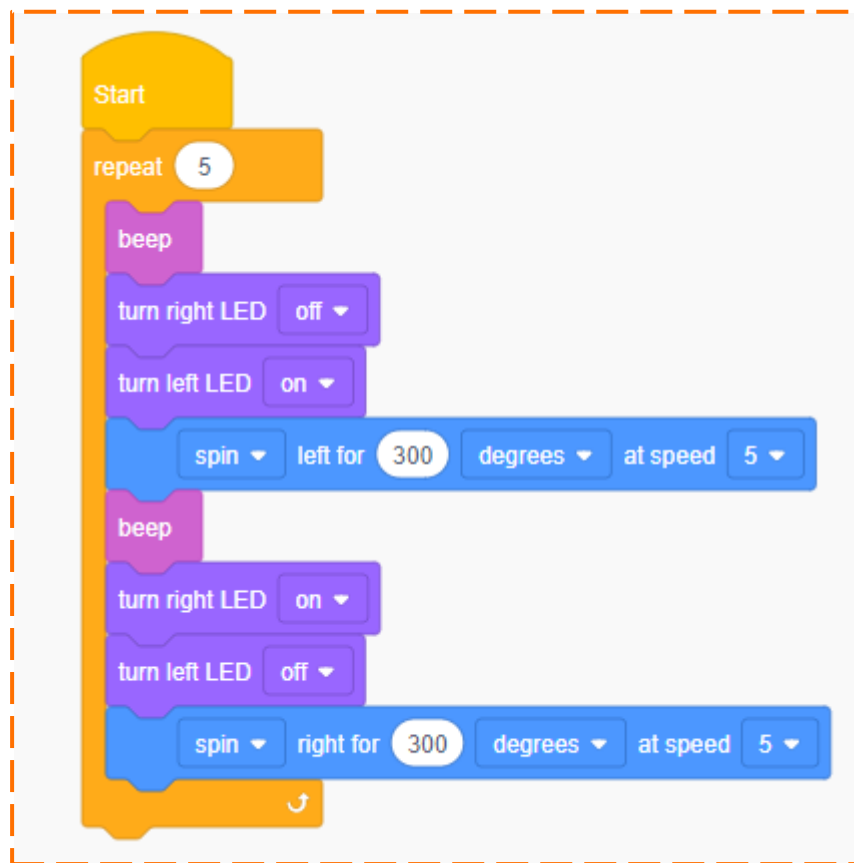 Start
repeat 5
beep
turn right LED off
turn left LED on
spin left for 300 degrees at speed 5
beep
turn right LED on
turn left LED off
spin right for 300 degrees at speed 5